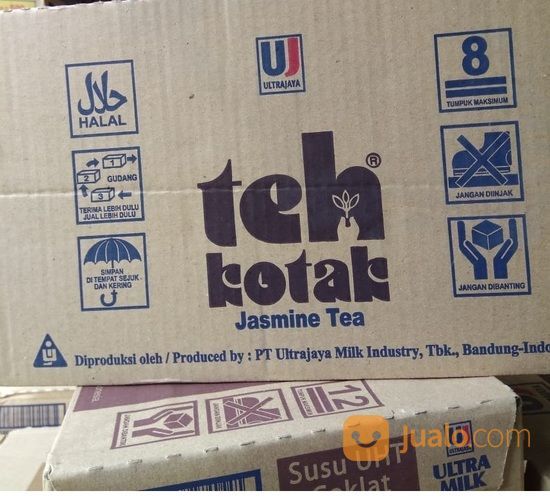 UJ
ULTRAJAYA
حلال
HALAL
8
TUMPUK MAKSIMUM
1
2
3
GUDANG
TERIMA LEBIH DULU
JUAL LEBIH DULU
teh®
kotak
Jasmine Tea
JANGAN DIINJAK
SIMPAN
DI TEMPAT SEJUK
DAN KERING
JANGAN DIBANTING
Diproduksi oleh / Produced by : PT Ultrajaya Milk Industry, Tbk., Bandung-Indo
12
Susu UHT
Coklat
ULTRAJAYA
ULTRA
MILK
Jualo.com